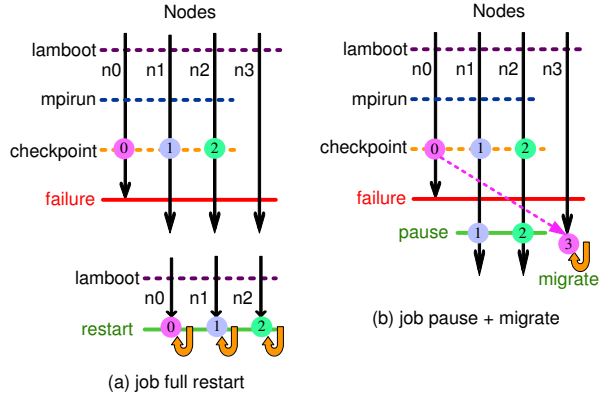 Nodes
lamboot
n0 n1 n2 n3
mpirun
checkpoint 0 1 2
failure
lamboot
n0 n1 n2
restart 0 1 2
(a) job full restart
Nodes
lamboot
n0 n1 n2 n3
mpirun
checkpoint 0 1 2
failure
pause 1 2 3
migrate
(b) job pause + migrate